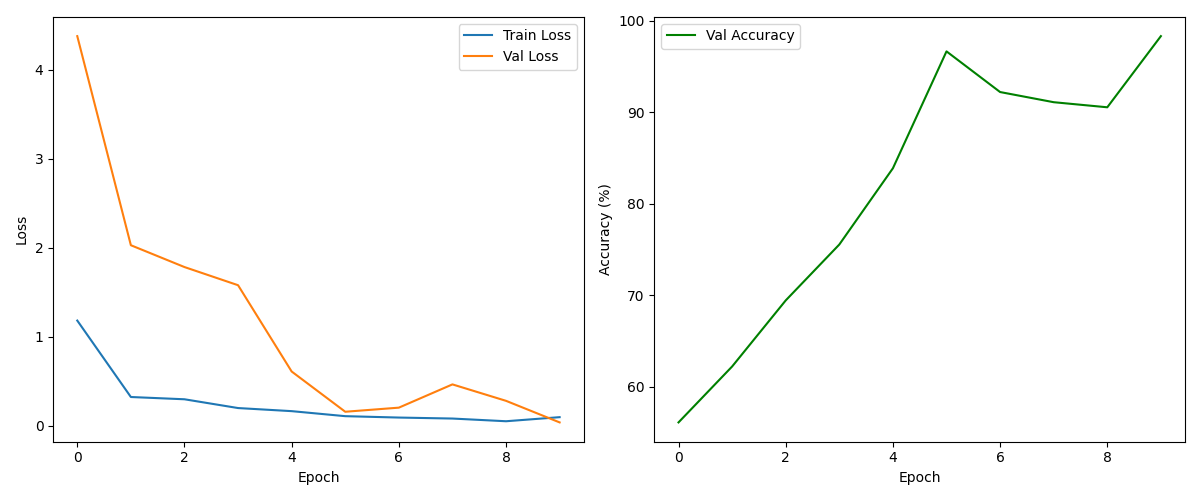 Train Loss
Val Loss
4
3
2
1
0
Loss
0 2 4 6 8
Epoch
Val Accuracy
100
90
80
70
60
Accuracy (%)
0 2 4 6 8
Epoch